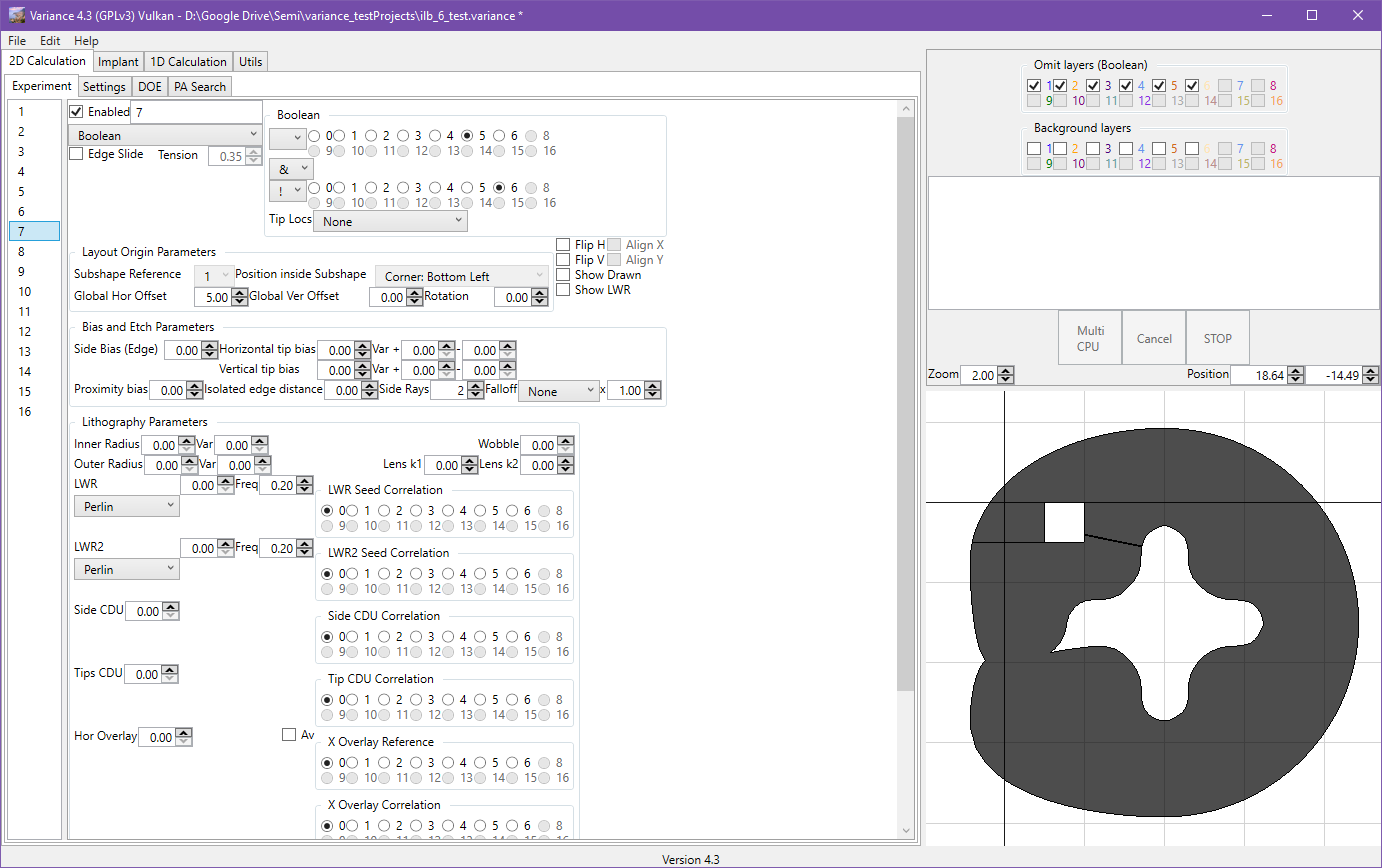 Variance 4.3 (GPLv3) Vulkan - D:\Google Drive\Semi\variance_testProjects\ilb_6_test.variance *
File Edit Help
2D Calculation Implant 1D Calculation Utils
Experiment Settings DOE PA Search
1
2
3
4
5
6
7
8
9
10
11
12
13
14
15
16
Enabled 7
Boolean
Edge Slide Tension 0.35
Boolean
0 1 2 3 4 5 6 8
9 10 11 12 13 14 15 16
&
! 0 1 2 3 4 5 6 8
9 10 11 12 13 14 15 16
Tip Locs None
Layout Origin Parameters
Subshape Reference 1 Position inside Subshape Corner: Bottom Left
Global Hor Offset 5.00 Global Ver Offset 0.00 Rotation 0.00
Flip H Align X
Flip V Align Y
Show Drawn
Show LWR
Bias and Etch Parameters
Side Bias (Edge) 0.00 Horizontal tip bias 0.00 Var + 0.00 - 0.00
Vertical tip bias 0.00 Var + 0.00 - 0.00
Proximity bias 0.00 Isolated edge distance 0.00 Side Rays 2 Falloff None x 1.00
Lithography Parameters
Inner Radius 0.00 Var 0.00 Wobble 0.00
Outer Radius 0.00 Var 0.00 Lens k1 0.00 Lens k2 0.00
LWR 0.00 Freq 0.20
Perlin
LWR Seed Correlation
0 1 2 3 4 5 6 8
9 10 11 12 13 14 15 16
LWR2 0.00 Freq 0.20
Perlin
LWR2 Seed Correlation
0 1 2 3 4 5 6 8
9 10 11 12 13 14 15 16
Side CDU 0.00
Side CDU Correlation
0 1 2 3 4 5 6 8
9 10 11 12 13 14 15 16
Tips CDU 0.00
Tip CDU Correlation
0 1 2 3 4 5 6 8
9 10 11 12 13 14 15 16
Hor Overlay 0.00 Av
X Overlay Reference
0 1 2 3 4 5 6 8
9 10 11 12 13 14 15 16
X Overlay Correlation
0 1 2 3 4 5 6 8
Omit layers (Boolean)
1 2 3 4 5 6 7 8
9 10 11 12 13 14 15 16
Background layers
1 2 3 4 5 6 7 8
9 10 11 12 13 14 15 16
Multi CPU
Cancel
STOP
Zoom 2.00 Position 18.64 -14.49
Version 4.3